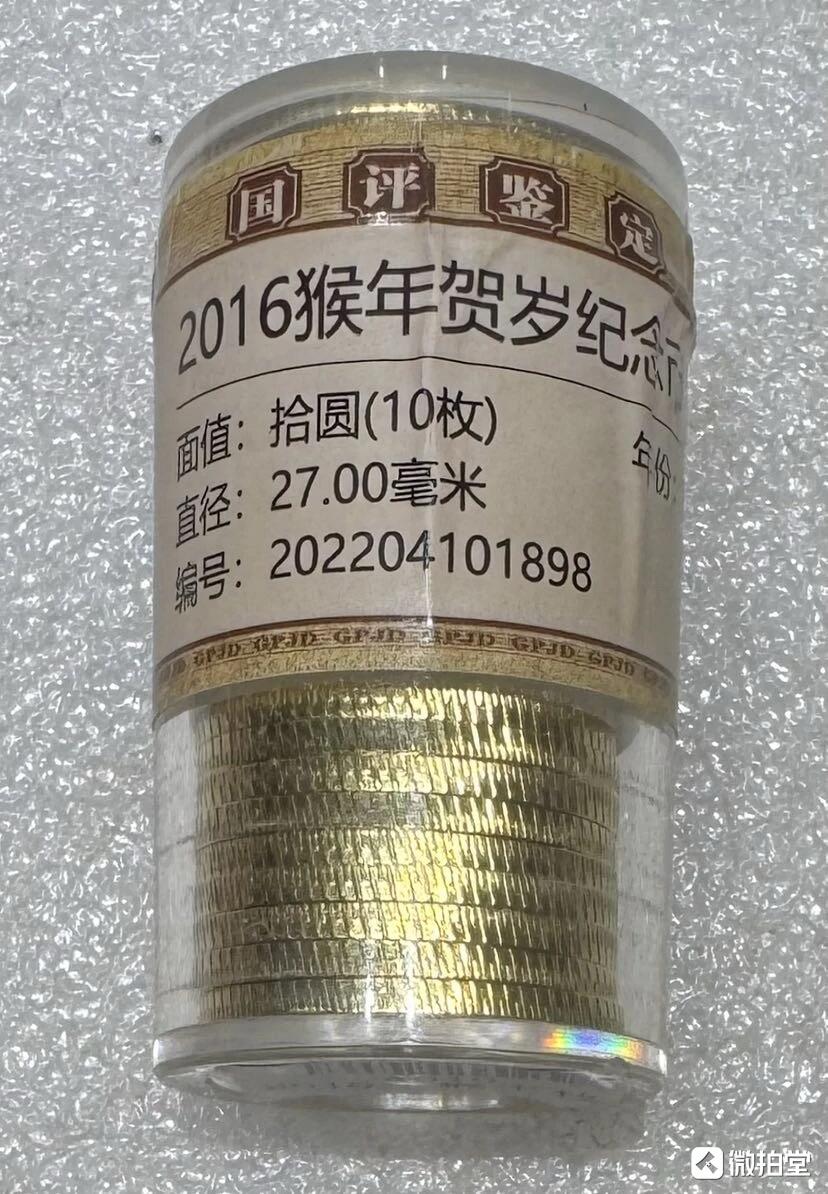 国评鉴定
2016猴年贺岁纪念币
面值：拾圆(10枚)
年份：
直径：27.00毫米
编号：202204101898
GPJD GPJD GPJD GPJD GPJD GPJD
微拍堂